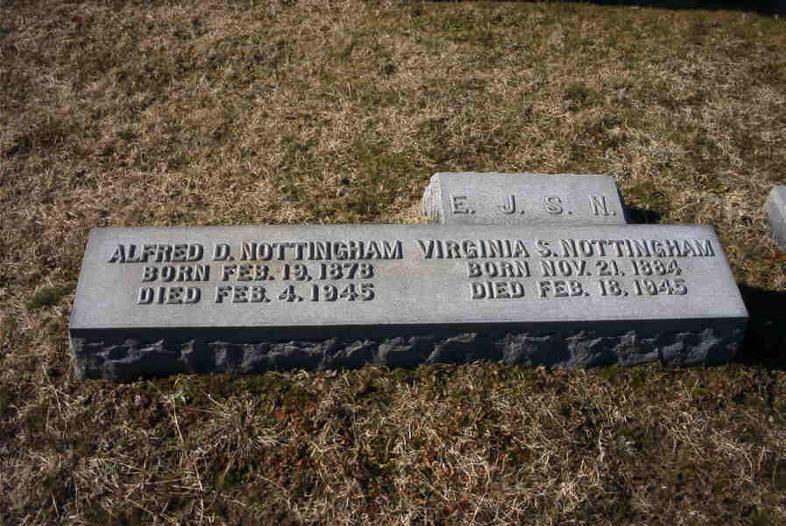 E. J. S. N.
ALFRED D. NOTTINGHAM
BORN FEB. 19. 1878
DIED FEB. 4. 1945
VIRGINIA S. NOTTINGHAM
BORN NOV. 21. 1884
DIED FEB. 18. 1945